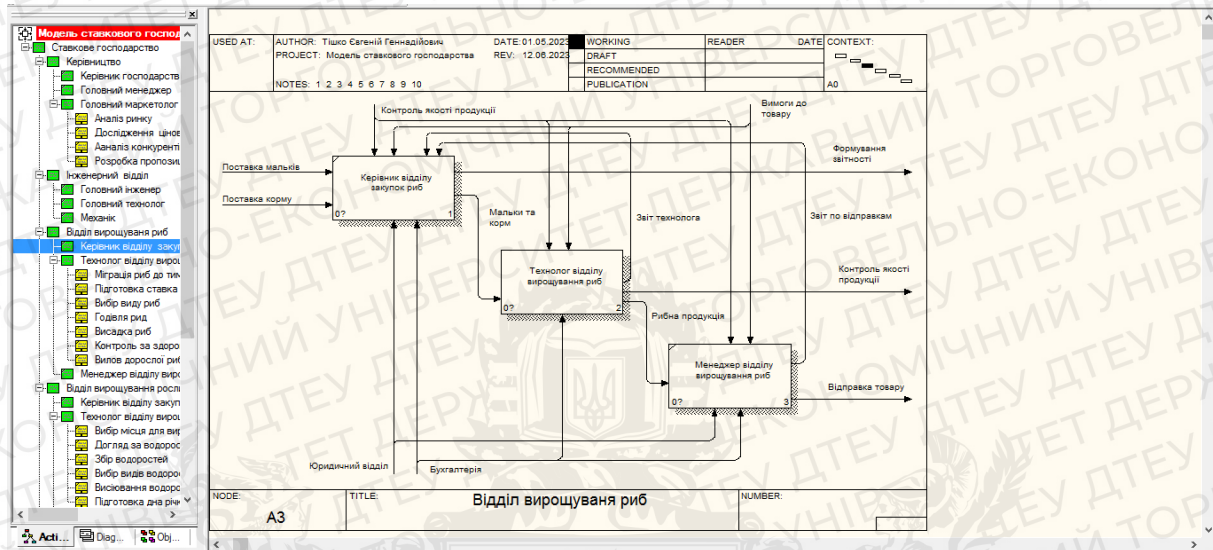 Модель ставкового господ
Ставкове господарство
Керівництво
Керівник господарств
Головний менеджер
Головний маркетолог
Аналіз ринку
Дослідження цінов
Ааналіз конкуренті
Розробка пропозиц
Інженерний відділ
Головний інженер
Головний технолог
Механік
Відділ вирощуваня риб
Керівник відділу закуп
Технолог відділу вирощ
Міграція риб до тим
Підготовка ставка
Вибір виду риб
Годівля рид
Висадка риб
Контроль за здоро
Вилов дорослої риб
Менеджер відділу виро
Відділ вирощування росли
Керівник відділу закуп
Технолог відділу вирощ
Вибір місця для вир
Догляд за водорос
Збір водоростей
Вибір видів водоро
Висіювання водоро
Підготовка дна річк
Acti... Diag... Obj...
USED AT: AUTHOR: Тішко Євгеній Геннадійович DATE: 01.05.2023 WORKING READER DATE CONTEXT:
PROJECT: Модель ставкового господарства REV: 12.06.2023 DRAFT
RECOMMENDED
NOTES: 1 2 3 4 5 6 7 8 9 10 PUBLICATION A0
Контроль якості продукції
Вимоги до
товару
Поставка мальків
Поставка корму
Керівник відділу
закупок риб
0? 1
Формування
звітності
Мальки та
корм
Звіт технолога
Звіт по відправкам
Технолог відділу
вирощування риб
0? 2
Контроль якості
продукції
Рибна продукція
Менеджер відділу
вирощування риб
0? 3
Відправка товару
Юридичний відділ
Бухгалтерія
NODE: TITLE: NUMBER:
A3 Відділ вирощуваня риб